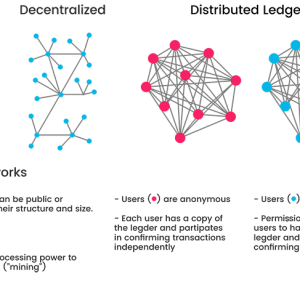 Decentralized
Distributed Ledge
orks
an be public or
heir structure and size.
ocessing power to
("mining")
- Users (●) are anonymous
- Each user has a copy of
the legder and partipates
in confirming transactions
independently
- Users (●)
- Permissio
users to ha
legder and
confirming